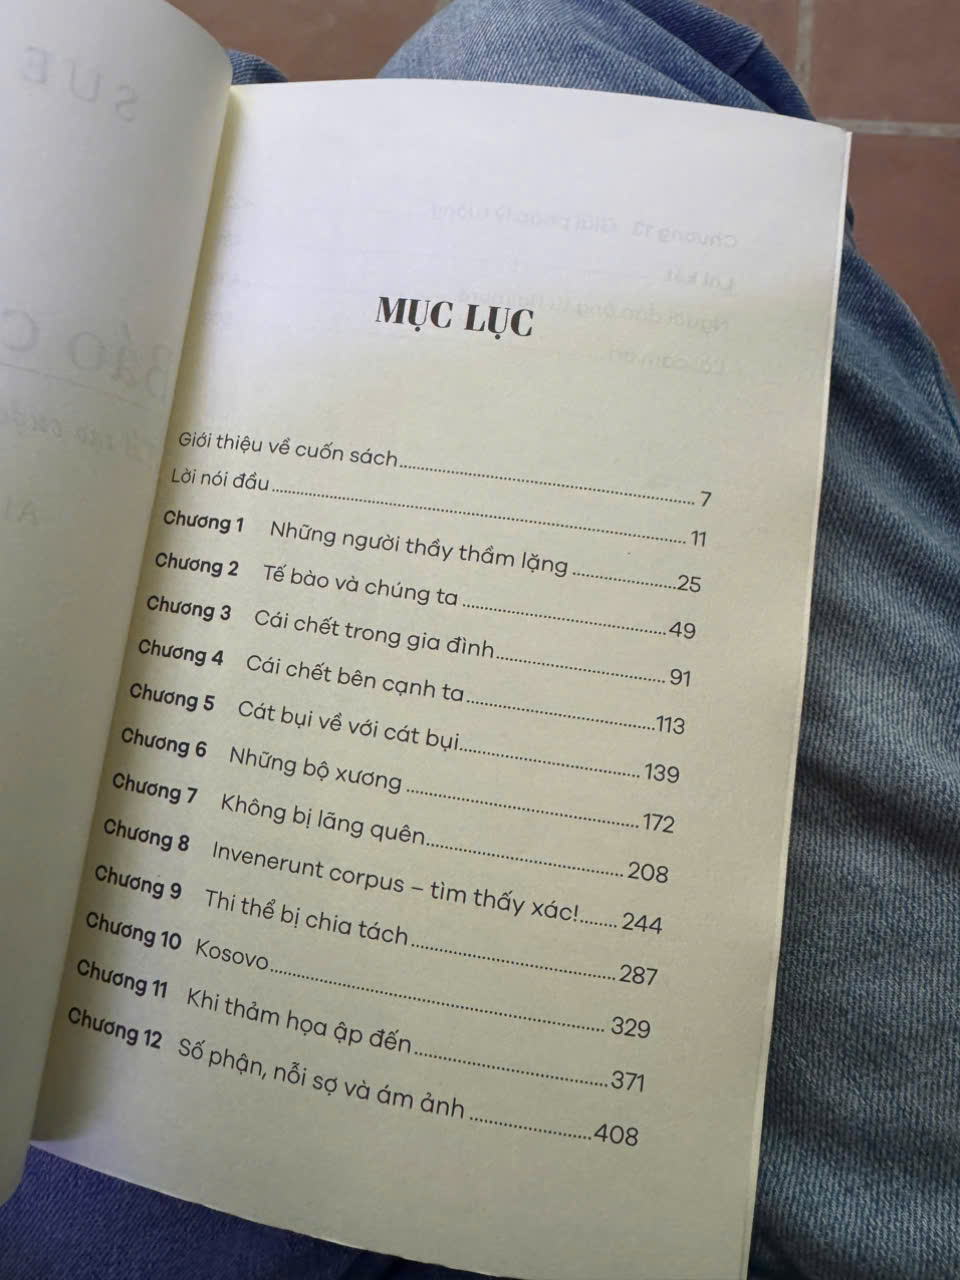 MỤC LỤC
Giới thiệu về cuốn sách........ 7
Lời nói đầu........ 11
Chương 1 Những người thầy thầm lặng........ 25
Chương 2 Tế bào và chúng ta........ 49
Chương 3 Cái chết trong gia đình........ 91
Chương 4 Cái chết bên cạnh ta........ 113
Chương 5 Cát bụi về với cát bụi........ 139
Chương 6 Những bộ xương........ 172
Chương 7 Không bị lãng quên........ 208
Chương 8 Invenerunt corpus – tìm thấy xác!....... 244
Chương 9 Thi thể bị chia tách........ 287
Chương 10 Kosovo........ 329
Chương 11 Khi thảm họa ập đến........ 371
Chương 12 Số phận, nỗi sợ và ám ảnh........ 408